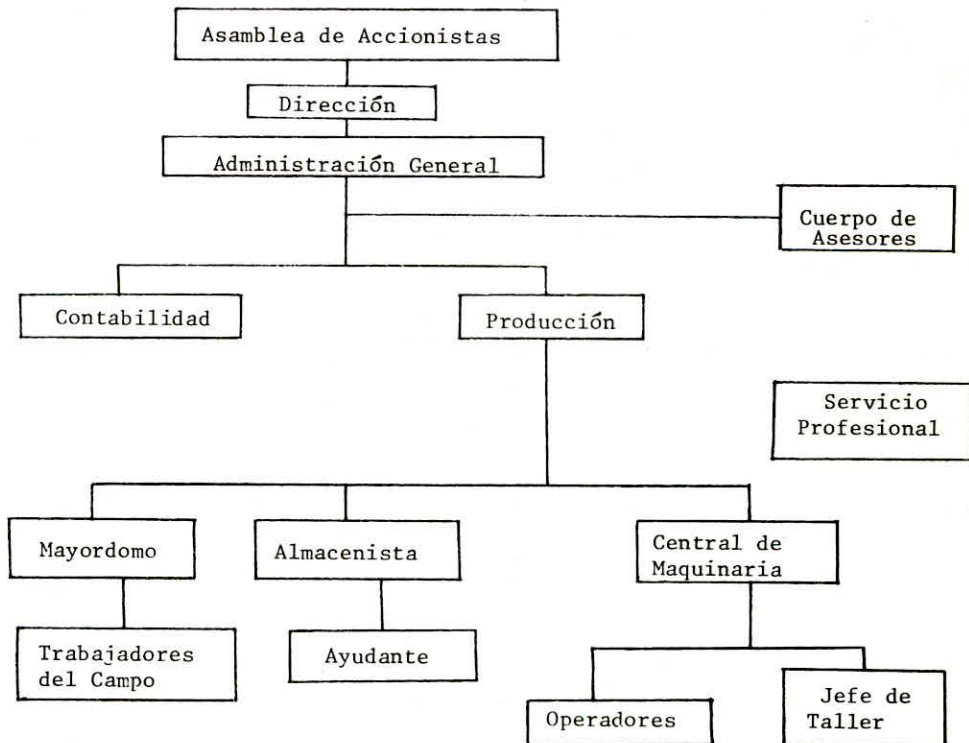 Asamblea de Accionistas
Dirección
Administración General
Cuerpo de
Asesores
Contabilidad
Producción
Servicio
Profesional
Mayordomo
Almacenista
Central de
Maquinaria
Trabajadores
del Campo
Ayudante
Operadores
Jefe de
Taller